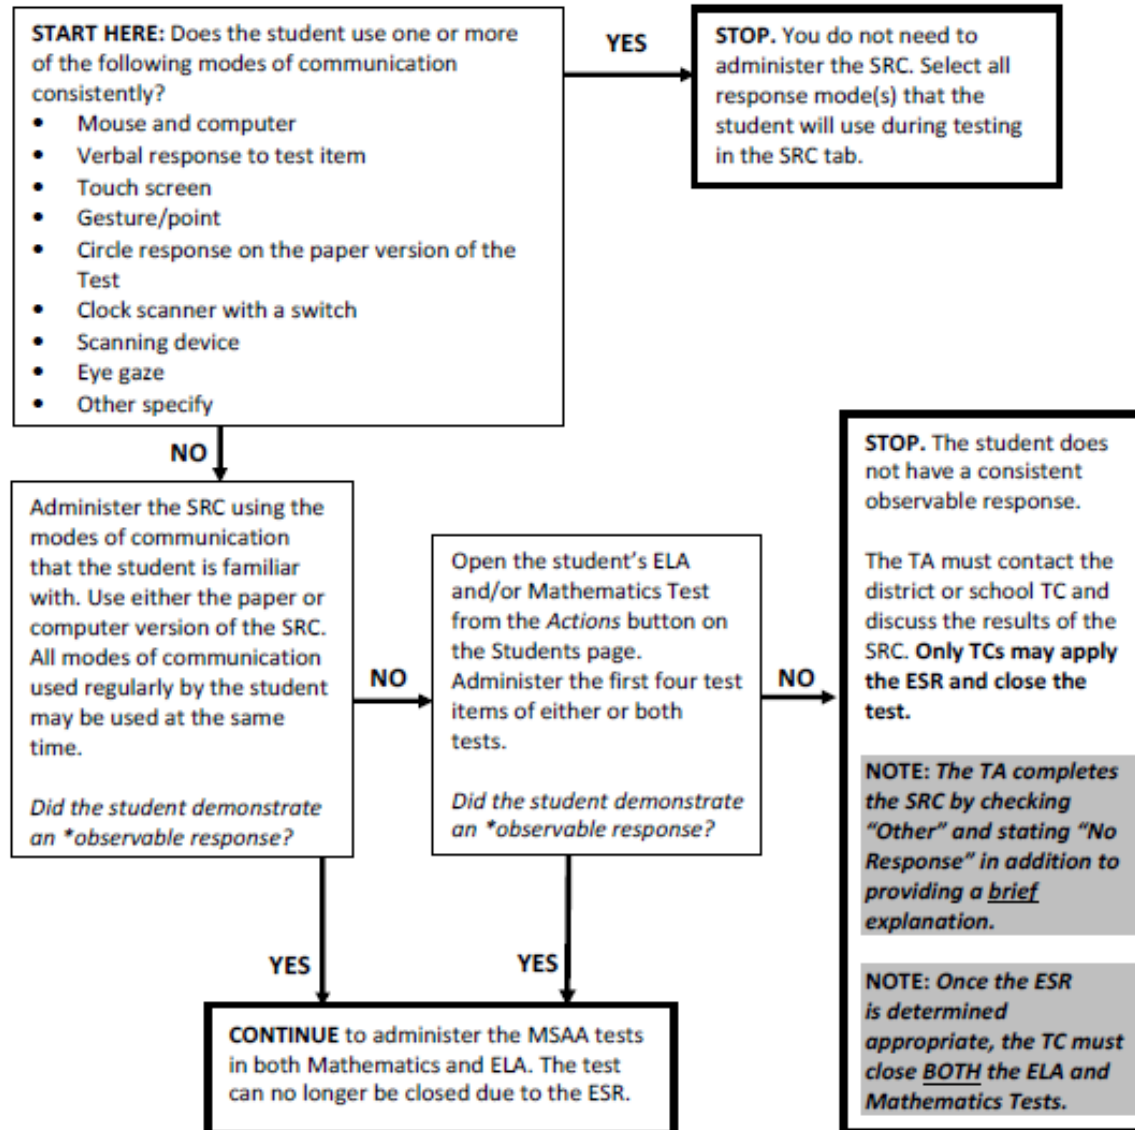 START HERE: Does the student use one or more
of the following modes of communication
consistently?
• Mouse and computer
• Verbal response to test item
• Touch screen
• Gesture/point
• Circle response on the paper version of the
Test
• Clock scanner with a switch
• Scanning device
• Eye gaze
• Other specify
YES
STOP. You do not need to
administer the SRC. Select all
response mode(s) that the
student will use during testing
in the SRC tab.
NO
Administer the SRC using the
modes of communication
that the student is familiar
with. Use either the paper or
computer version of the SRC.
All modes of communication
used regularly by the student
may be used at the same
time.
Did the student demonstrate
an *observable response?
NO
Open the student's ELA
and/or Mathematics Test
from the Actions button on
the Students page.
Administer the first four test
items of either or both
tests.
Did the student demonstrate
an *observable response?
NO
STOP. The student does
not have a consistent
observable response.
The TA must contact the
district or school TC and
discuss the results of the
SRC. Only TCs may apply
the ESR and close the
test.
NOTE: The TA completes
the SRC by checking
"Other" and stating "No
Response" in addition to
providing a brief
explanation.
NOTE: Once the ESR
is determined
appropriate, the TC must
close BOTH the ELA and
Mathematics Tests.
YES
YES
CONTINUE to administer the MSAA tests
in both Mathematics and ELA. The test
can no longer be closed due to the ESR.